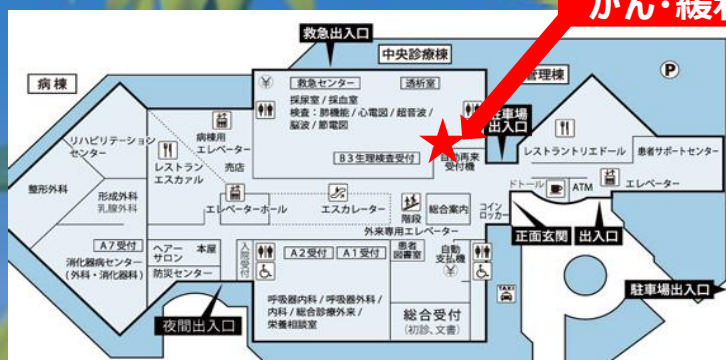 がん・緩和
救急出入口
中央診療棟
病棟
管理棟
P
救急センター
透析室
採尿室 / 採血室
検査：肺機能 / 心電図 / 超音波 /
脳波 / 節電図
駐車場
出入口
リハビリテーション
センター
病棟用
エレベーター
レストラン
エスカァル
売店
B3 生理検査受付
自動再来
受付機
レストラントリエドール
患者サポートセンター
整形外科
形成外科
乳腺外科
エレベーターホール
エスカレーター
階段
総合案内
コイン
ロッカー
ドトール
ATM
エレベーター
外来専用エレベーター
正面玄関
出入口
A7 受付
消化器病センター
(外科・消化器科)
ヘアー
サロン
本屋
防災センター
入院受付
A2 受付
A1 受付
患者
図書室
自動
支払機
駐車場出入口
TAXI
夜間出入口
呼吸器内科 / 呼吸器外科 /
内科 / 総合診療外来 /
栄養相談室
総合受付
(初診、文書)